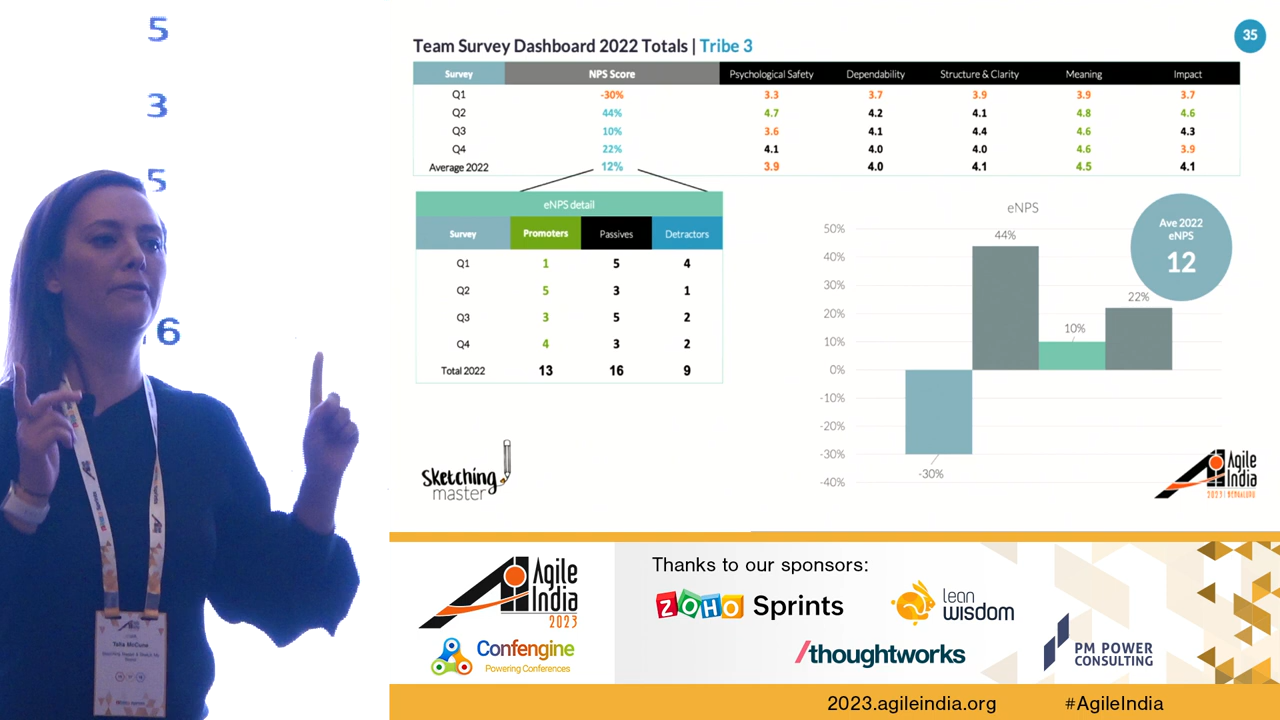 5
3
5
6
Team Survey Dashboard 2022 Totals | Tribe 3
35
Survey NPS Score Psychological Safety Dependability Structure & Clarity Meaning Impact
Q1 -30% 3.3 3.7 3.9 3.9 3.7
Q2 44% 4.7 4.2 4.1 4.8 4.6
Q3 10% 3.6 4.1 4.4 4.6 4.3
Q4 22% 4.1 4.0 4.0 4.6 3.9
Average 2022 12% 3.9 4.0 4.1 4.5 4.1
eNPS detail
Survey Promoters Passives Detractors
Q1 1 5 4
Q2 5 3 1
Q3 3 5 2
Q4 4 3 2
Total 2022 13 16 9
eNPS
50%
40%
30%
20%
10%
0%
-10%
-20%
-30%
-40%
-30%
44%
10%
22%
Ave 2022
eNPS
12
Sketching
master
Agile
India
2023 | BENGALURU
Agile
India
2023
Confengine
Powering Conferences
Thanks to our sponsors:
ZOHO Sprints
lean
wisdom
/thoughtworks
PM POWER
CONSULTING
2023.agileindia.org #AgileIndia
Agile
India
Talia McCune